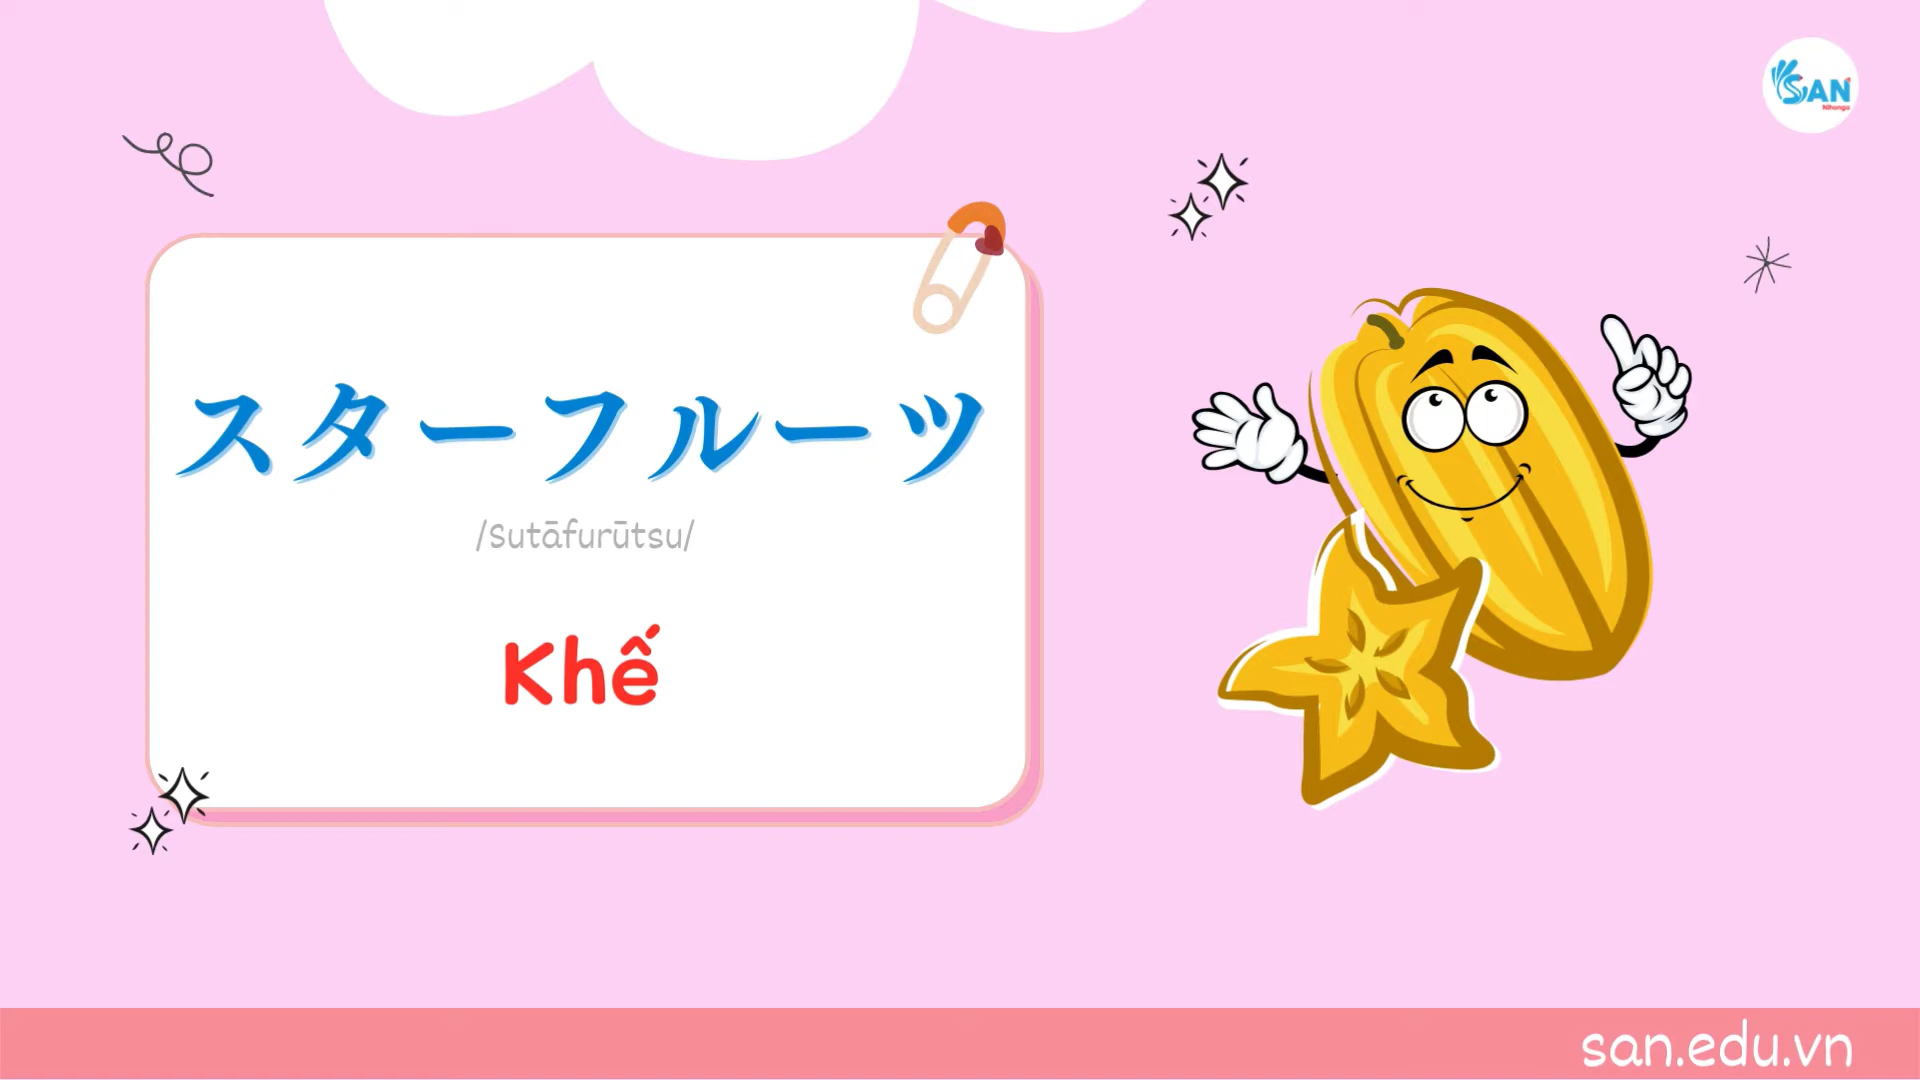 SAN
Nihongo
スターフルーツ
/Sutāfurūtsu/
Khế
san.edu.vn